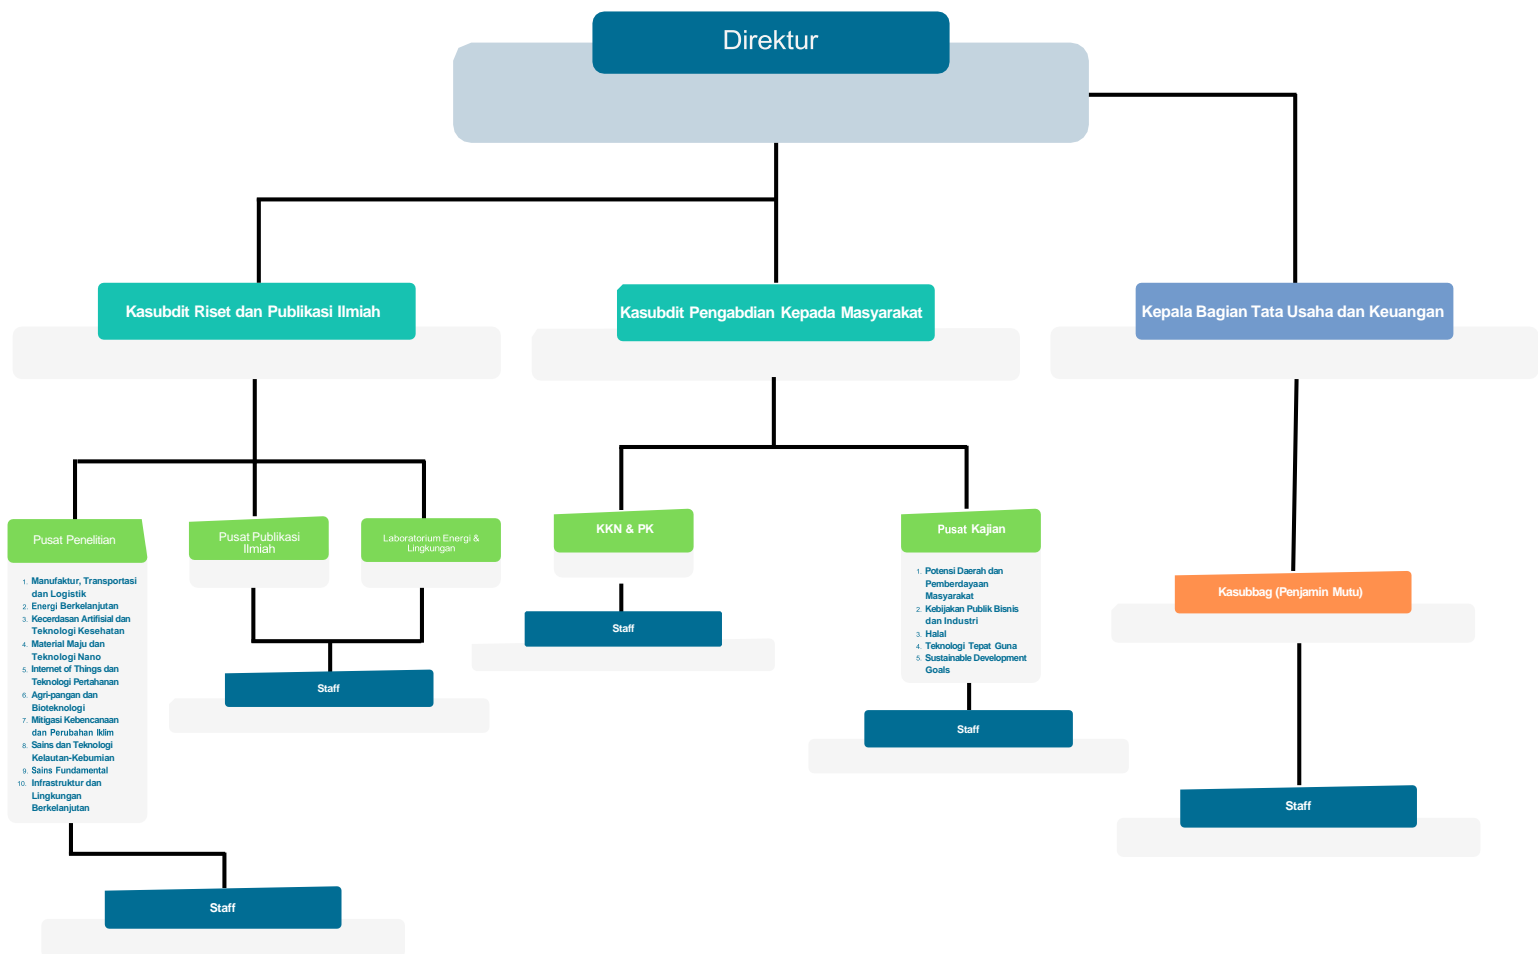 Direktur
Kasubdit Riset dan Publikasi Ilmiah
Kasubdit Pengabdian Kepada Masyarakat
Kepala Bagian Tata Usaha dan Keuangan
Pusat Penelitian
1. Manufaktur, Transportasi
dan Logistik
2. Energi Berkelanjutan
3. Kecerdasan Artifisial dan
Teknologi Kesehatan
4. Material Maju dan
Teknologi Nano
5. Internet of Things dan
Teknologi Pertahanan
6. Agri-pangan dan
Bioteknologi
7. Mitigasi Kebencanaan
dan Perubahan Iklim
8. Sains dan Teknologi
Kelautan-Kebumian
9. Sains Fundamental
10. Infrastruktur dan
Lingkungan
Berkelanjutan
Staff
Pusat Publikasi
Ilmiah
Laboratorium Energi &
Lingkungan
Staff
KKN & PK
Staff
Pusat Kajian
1. Potensi Daerah dan
Pemberdayaan
Masyarakat
2. Kebijakan Publik Bisnis
dan Industri
3. Halal
4. Teknologi Tepat Guna
5. Sustainable Development
Goals
Staff
Kasubbag (Penjamin Mutu)
Staff